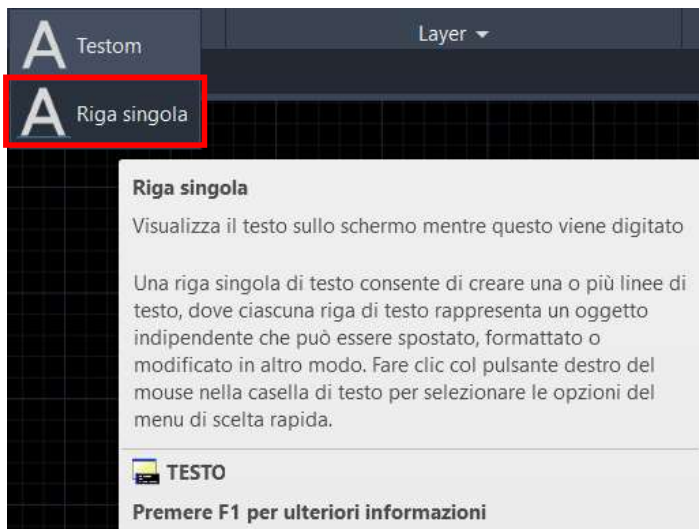 Testom
Layer
Riga singola
Riga singola
Visualizza il testo sullo schermo mentre questo viene digitato
Una riga singola di testo consente di creare una o più linee di
testo, dove ciascuna riga di testo rappresenta un oggetto
indipendente che può essere spostato, formattato o
modificato in altro modo. Fare clic col pulsante destro del
mouse nella casella di testo per selezionare le opzioni del
menu di scelta rapida.
TESTO
Premere F1 per ulteriori informazioni